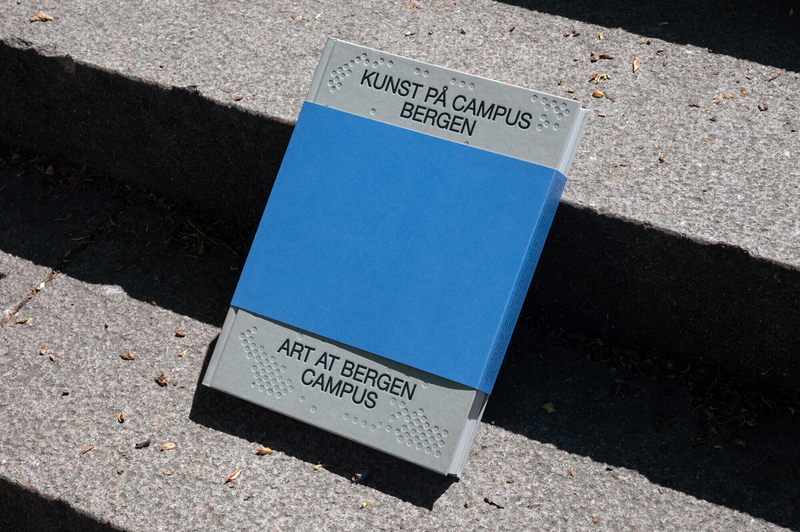 KUNST PÅ CAMPUS
BERGEN
ART AT BERGEN
CAMPUS